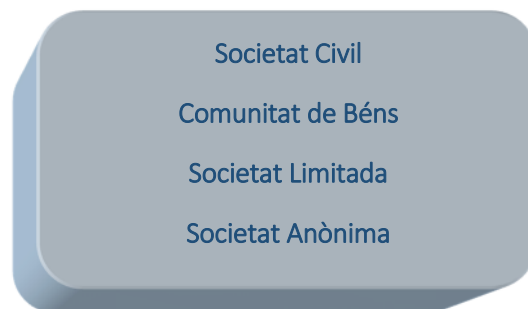 Societat Civil
Comunitat de Béns
Societat Limitada
Societat Anònima